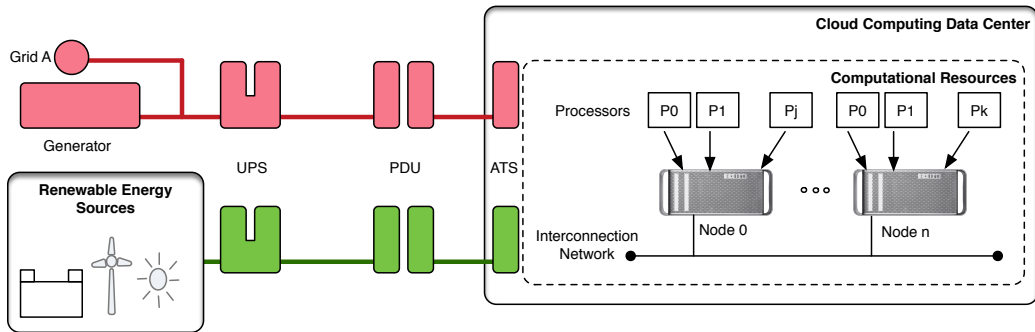 Cloud Computing Data Center
Grid A
Generator
UPS
PDU
ATS
Computational Resources
Processors
P0
P1
Pj
P0
P1
Pk
Node 0
Node n
Interconnection
Network
Renewable Energy
Sources